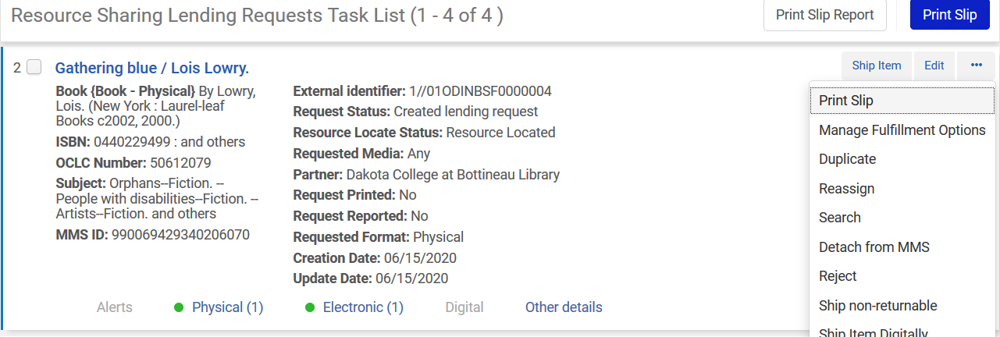 Resource Sharing Lending Requests Task List (1 - 4 of 4 )
Print Slip Report
Print Slip
2
Gathering blue / Lois Lowry.
Ship Item
Edit
•••
Book {Book - Physical} By Lowry,
Lois. (New York : Laurel-leaf
Books c2002, 2000.)
ISBN: 0440229499 : and others
OCLC Number: 50612079
Subject: Orphans--Fiction. --
People with disabilities--Fiction. --
Artists--Fiction. and others
MMS ID: 990069429340206070
External identifier: 1//01ODINBSF0000004
Request Status: Created lending request
Resource Locate Status: Resource Located
Requested Media: Any
Partner: Dakota College at Bottineau Library
Request Printed: No
Request Reported: No
Requested Format: Physical
Creation Date: 06/15/2020
Update Date: 06/15/2020
Print Slip
Manage Fulfillment Options
Duplicate
Reassign
Search
Detach from MMS
Reject
Ship non-returnable
Ship Item Digitally
Alerts
Physical (1)
Electronic (1)
Digital
Other details